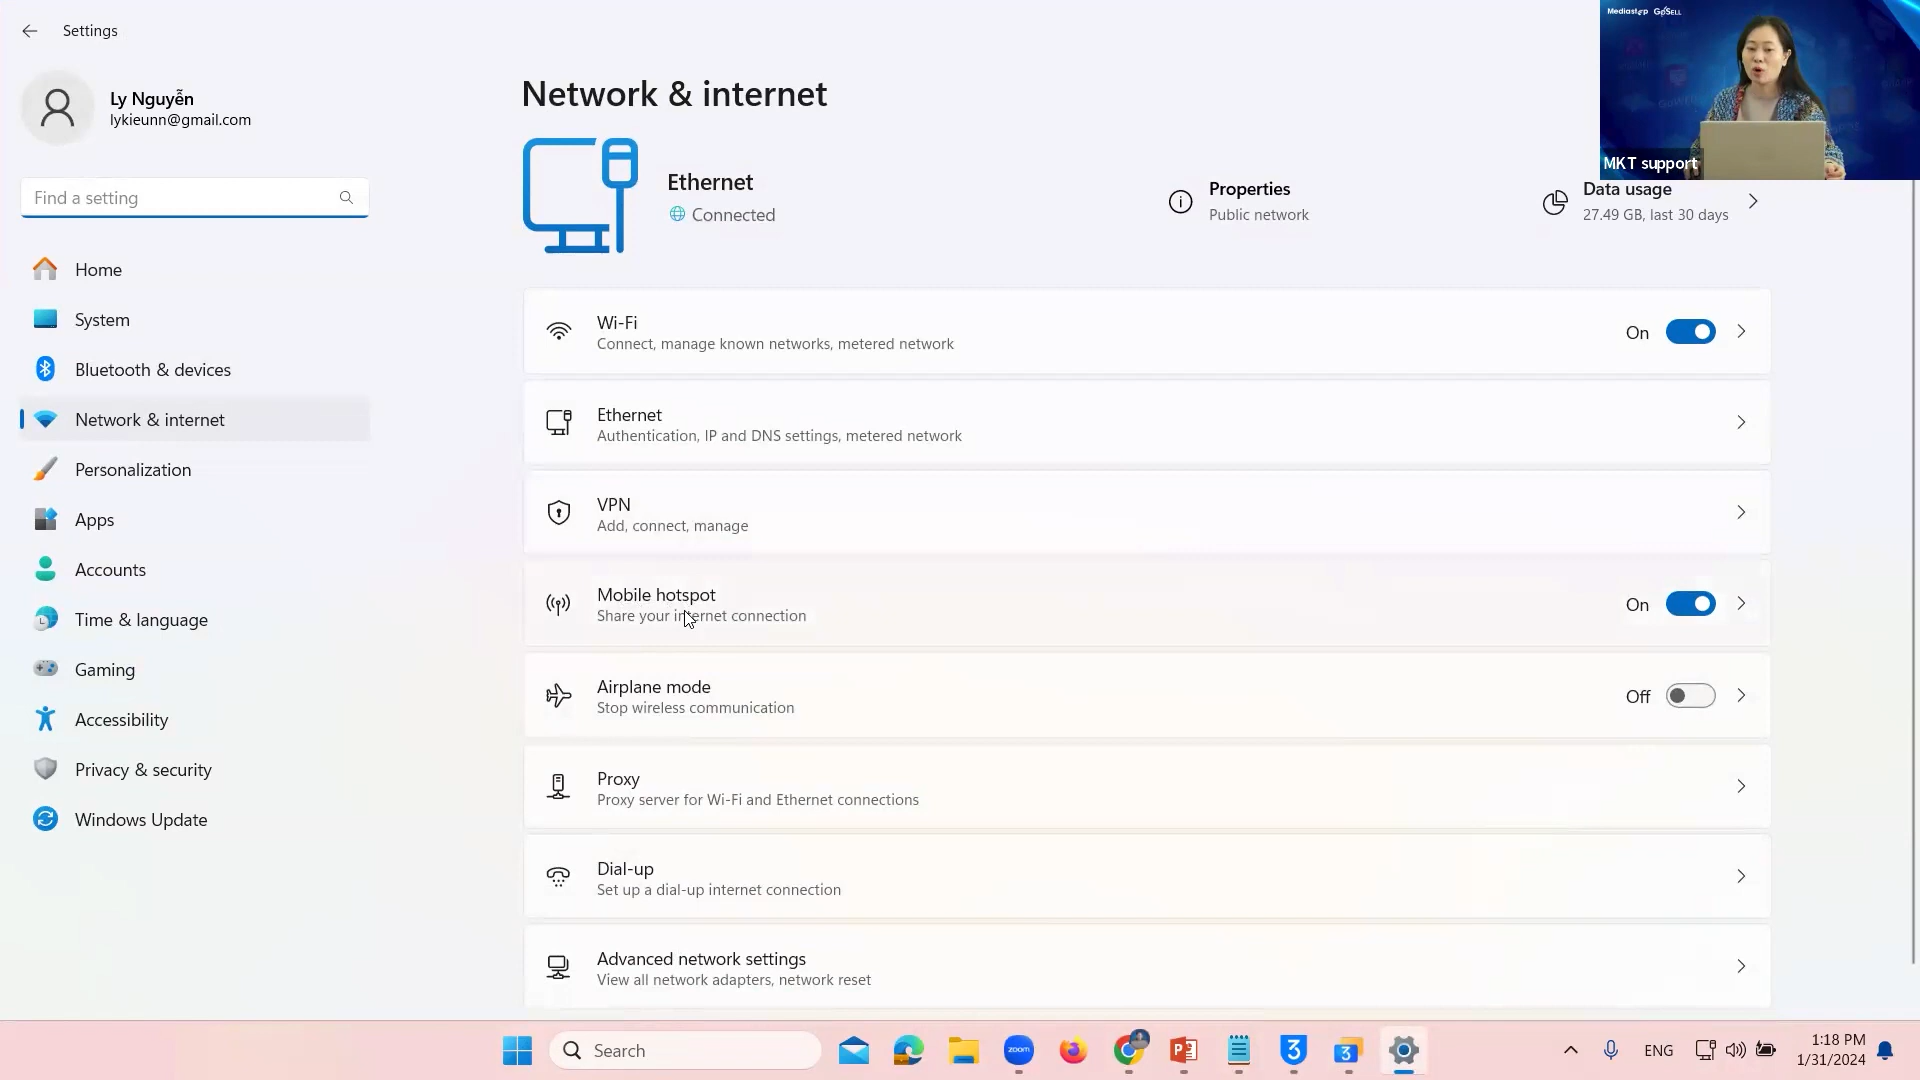 Settings
Ly Nguyễn
lykieunn@gmail.com
Find a setting
Home
System
Bluetooth & devices
Network & internet
Personalization
Apps
Accounts
Time & language
Gaming
Accessibility
Privacy & security
Windows Update
Network & internet
Ethernet
Connected
Properties
Public network
Data usage
27.49 GB, last 30 days
Wi-Fi
Connect, manage known networks, metered network
On
Ethernet
Authentication, IP and DNS settings, metered network
VPN
Add, connect, manage
Mobile hotspot
Share your internet connection
On
Airplane mode
Stop wireless communication
Off
Proxy
Proxy server for Wi-Fi and Ethernet connections
Dial-up
Set up a dial-up internet connection
Advanced network settings
View all network adapters, network reset
Mediastep GoSELL
MKT support
Search
zoom
ENG
1:18 PM
1/31/2024